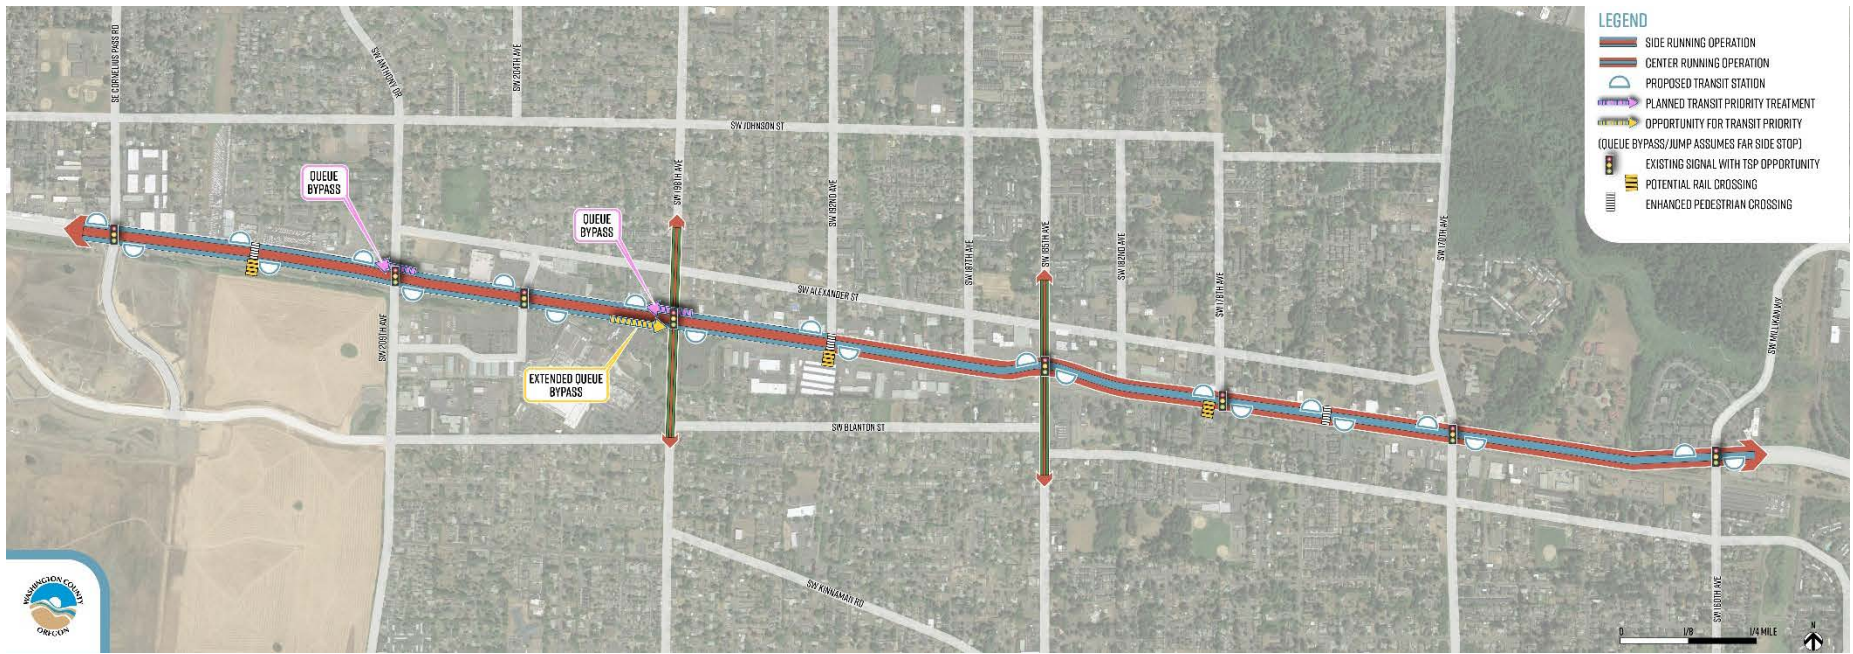 LEGEND
SIDE RUNNING OPERATION
CENTER RUNNING OPERATION
PROPOSED TRANSIT STATION
PLANNED TRANSIT PRIORITY TREATMENT
OPPORTUNITY FOR TRANSIT PRIORITY
(QUEUE BYPASS/JUMP ASSUMES FAR SIDE STOP)
EXISTING SIGNAL WITH TSP OPPORTUNITY
POTENTIAL RAIL CROSSING
ENHANCED PEDESTRIAN CROSSING
SE CORNELIUS PASS RD
SW ANTHONY DR
SW 204TH AVE
SW JOHNSON ST
SW 198TH AVE
SW 192ND AVE
SW 187TH AVE
SW 185TH AVE
SW 182ND AVE
SW 178TH AVE
SW 170TH AVE
SW MILLIKAN WY
QUEUE
BYPASS
QUEUE
BYPASS
SW ALEXANDER ST
SW 209TH AVE
EXTENDED QUEUE
BYPASS
SW BLANTON ST
SW KINNAMAN RD
SW 160TH AVE
WASHINGTON COUNTY
OREGON
0 1/8 1/4 MILE
N